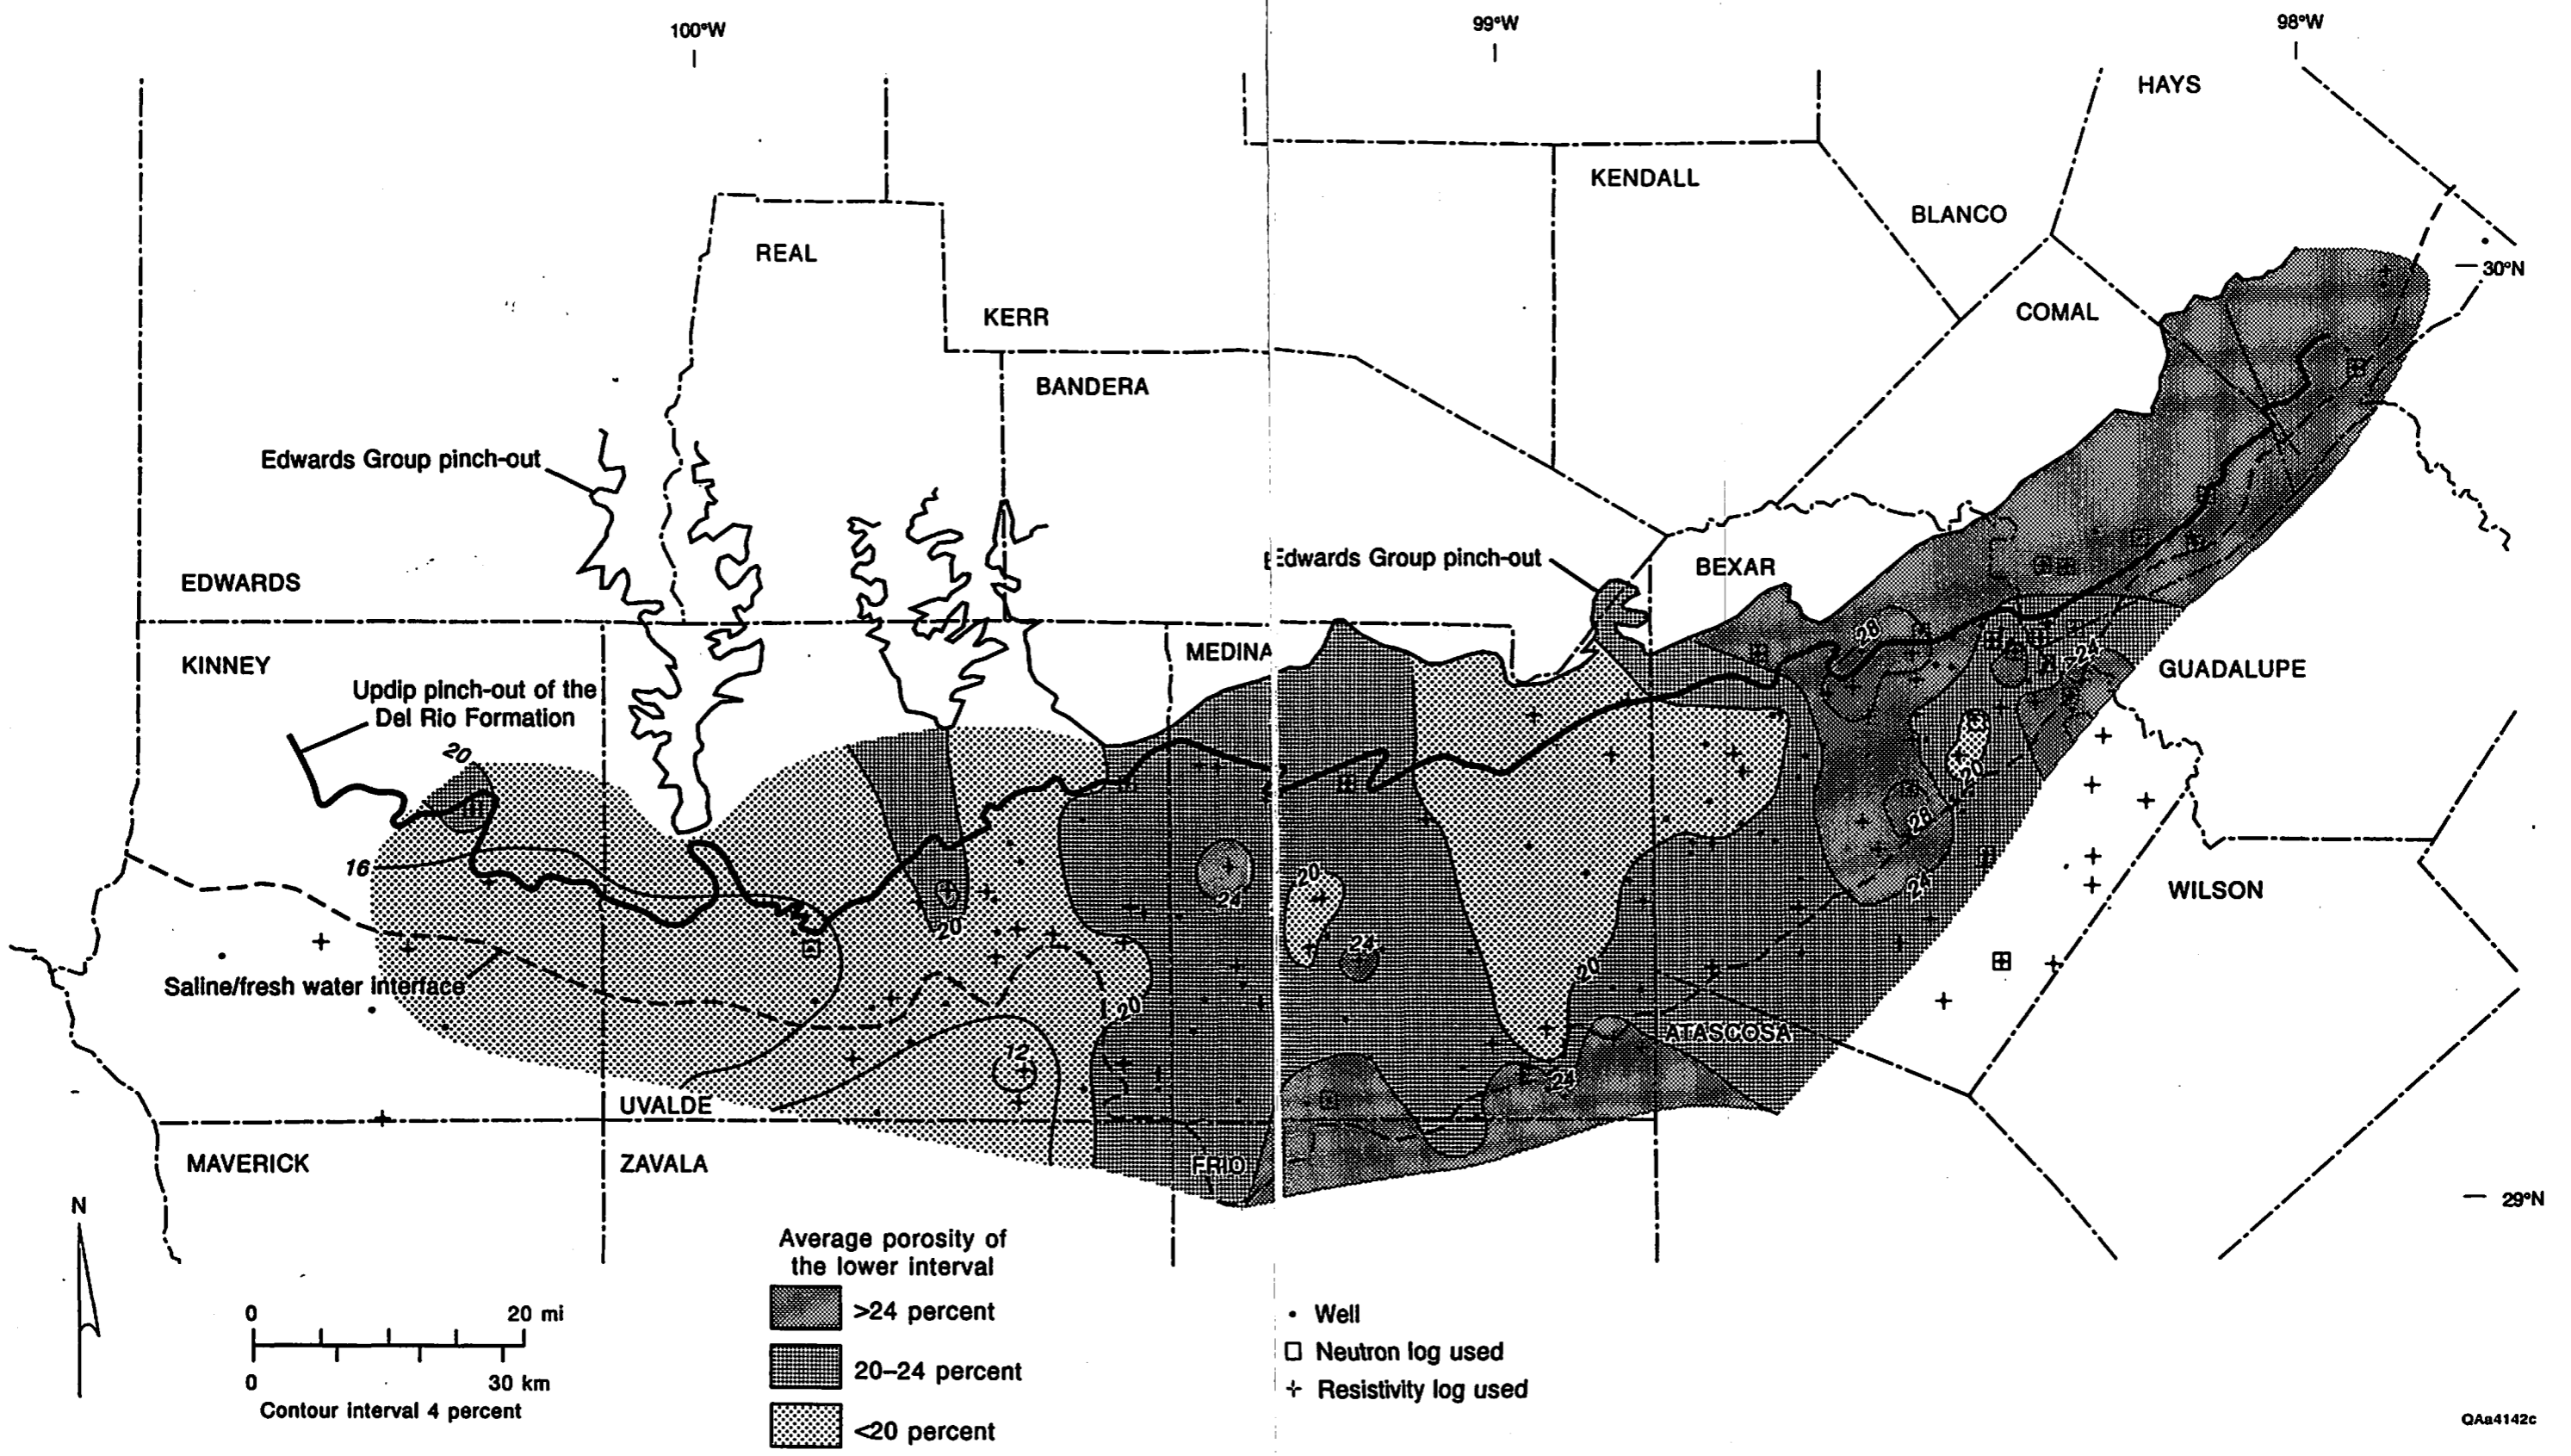 100°W
99°W
98°W
HAYS
KENDALL
BLANCO
REAL
30°N
KERR
COMAL
BANDERA
Edwards Group pinch-out
Edwards Group pinch-out
BEXAR
EDWARDS
28
KINNEY
MEDINA
>24
GUADALUPE
Updip pinch-out of the
Del Rio Formation
20
20
28
16
20
24
24
WILSON
20
24
Saline/fresh water interface
20
20
ATASCOSA
12
24
UVALDE
MAVERICK
ZAVALA
FRIO
N
29°N
Average porosity of
the lower interval
>24 percent
20–24 percent
<20 percent
0 20 mi
0 30 km
Contour interval 4 percent
Well
Neutron log used
Resistivity log used
QAa4142c